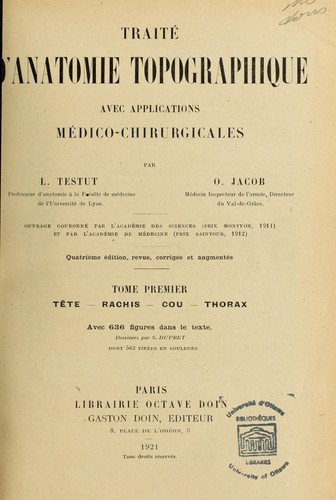 TRAITÉ
D'ANATOMIE TOPOGRAPHIQUE
AVEC APPLICATIONS
MÉDICO-CHIRURGICALES
PAR
L. TESTUT
Professeur d'anatomie à la Faculté de médecine
de l'Université de Lyon.
O. JACOB
Médecin Inspecteur de l'armée, Directeur
du Val-de-Grâce.
OUVRAGE COURONNÉ PAR L'ACADÉMIE DES SCIENCES (PRIX MONTYON, 1911)
ET PAR L'ACADÉMIE DE MÉDECINE (PRIX SAINTOUR, 1912)
Quatrième édition, revue, corrigée et augmentée
TOME PREMIER
TÊTE — RACHIS — COU — THORAX
Avec 636 figures dans le texte.
Dessinées par S. DUPRET
DONT 563 TIRÉES EN COULEURS
PARIS
LIBRAIRIE OCTAVE DOIN
GASTON DOIN, EDITEUR
8, PLACE DE L'ODÉON, 8
1921
Tous droits réservés.
Université d'Ottawa
BIBLIOTHÈQUES
LIBRARIES
University of Ottawa